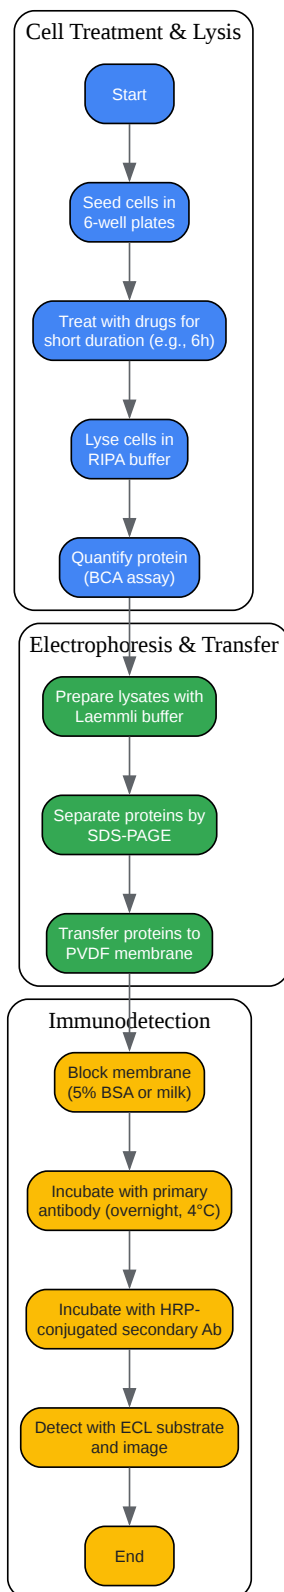 Cell Treatment & Lysis
Start
Seed cells in
6-well plates
Treat with drugs for
short duration (e.g., 6h)
Lyse cells in
RIPA buffer
Quantify protein
(BCA assay)
Electrophoresis & Transfer
Prepare lysates with
Laemmli buffer
Separate proteins by
SDS-PAGE
Transfer proteins to
PVDF membrane
Immunodetection
Block membrane
(5% BSA or milk)
Incubate with primary
antibody (overnight, 4°C)
Incubate with HRP-
conjugated secondary Ab
Detect with ECL substrate
and image
End